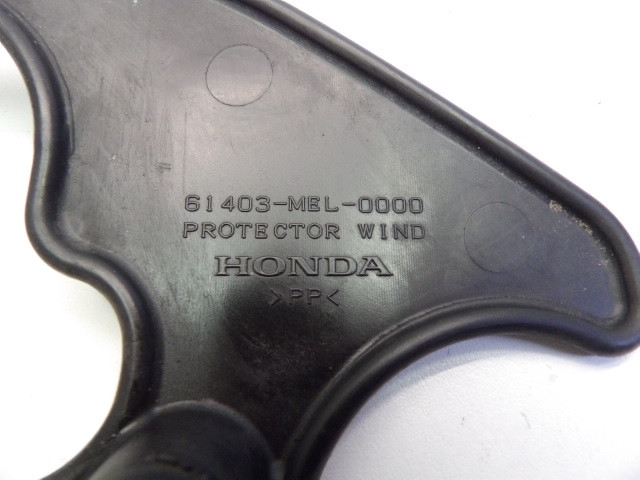 61403-MEL-0000
PROTECTOR WIND
HONDA
>PP<